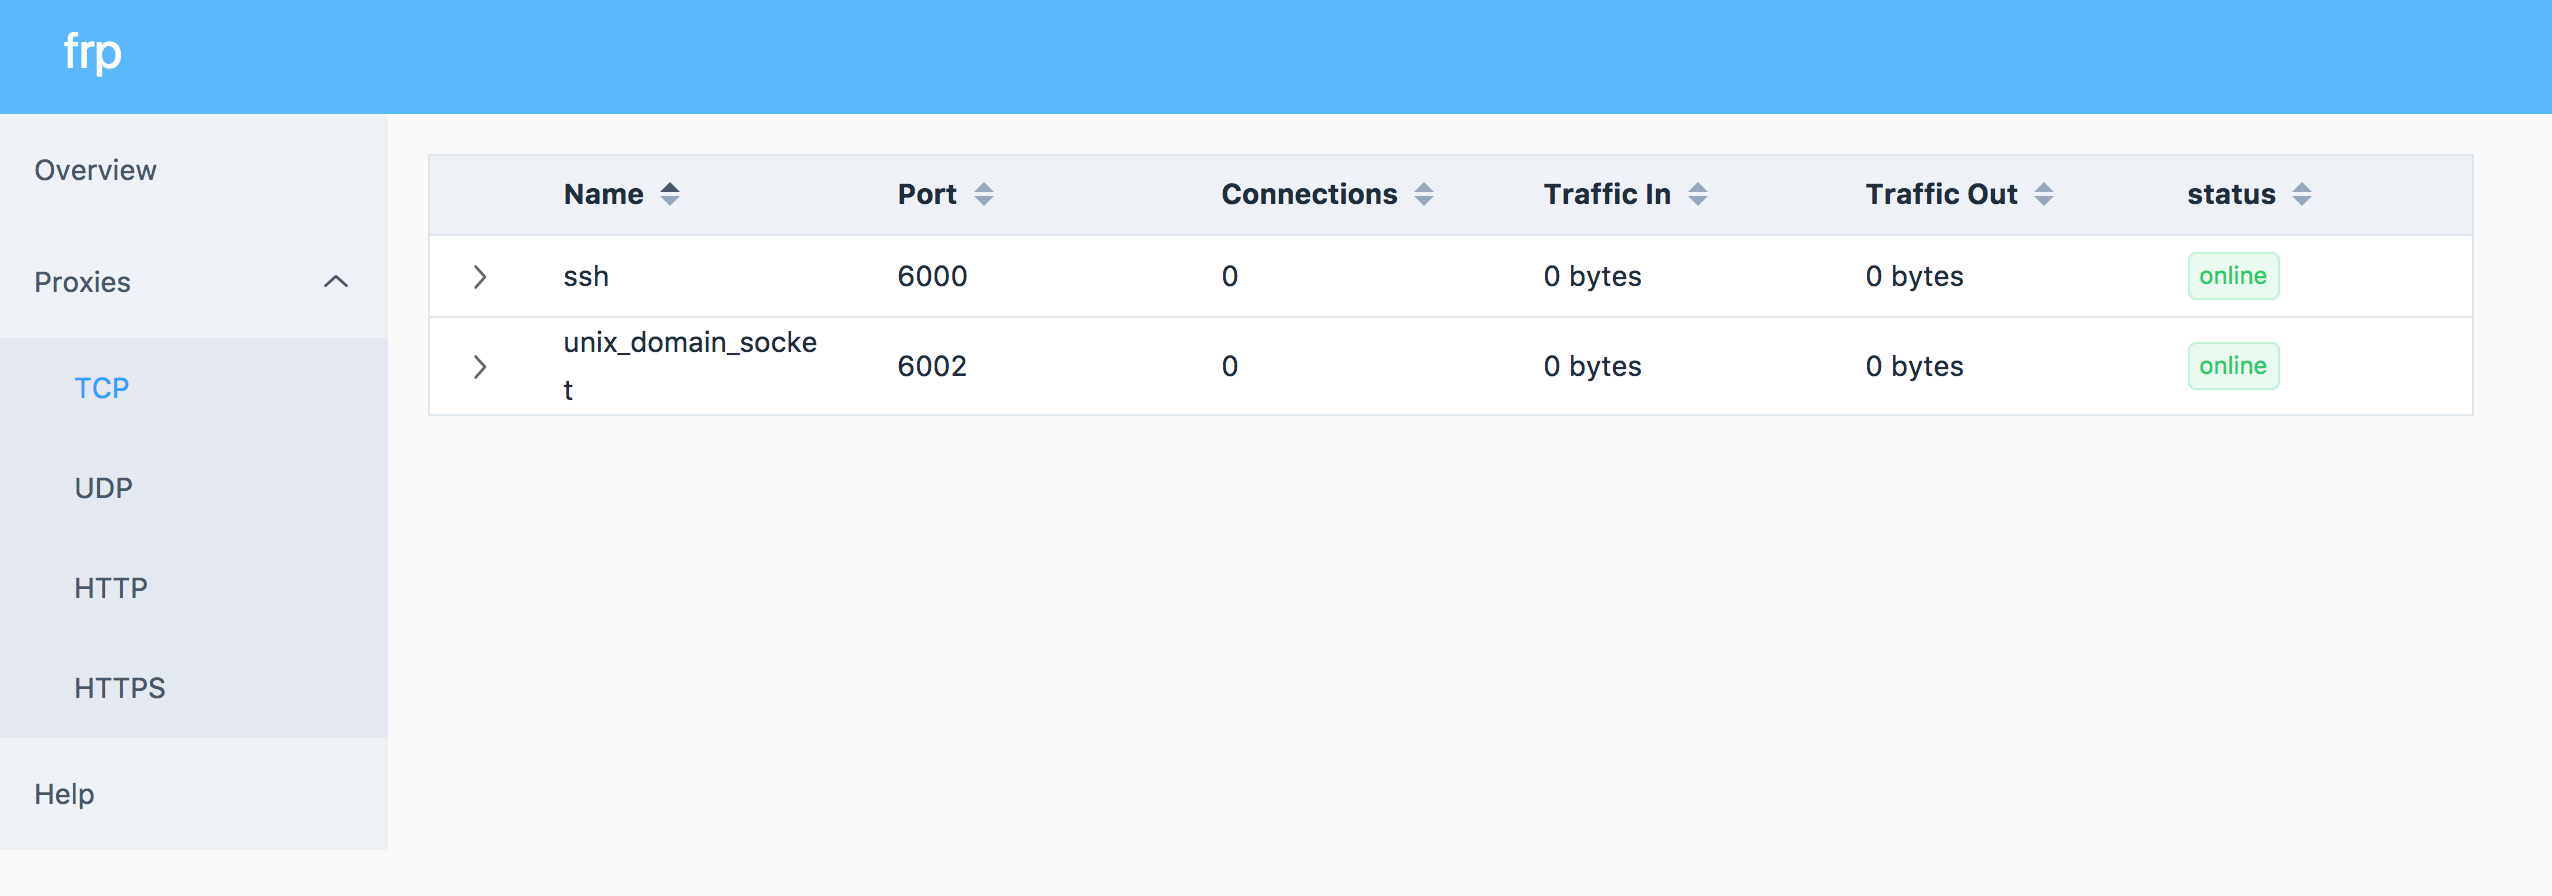 frp
Overview
Proxies
TCP
UDP
HTTP
HTTPS
Help
Name Port Connections Traffic In Traffic Out status
ssh 6000 0 0 bytes 0 bytes online
unix_domain_socke
t
6002 0 0 bytes 0 bytes online